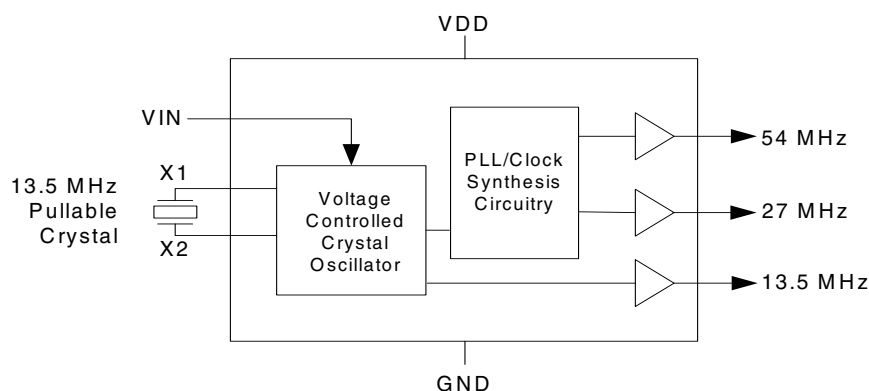 VDD
VIN
X1
13.5 MHz
Pullable
Crystal
X2
Voltage
Controlled
Crystal
Oscillator
PLL/Clock
Synthesis
Circuitry
54 MHz
27 MHz
13.5 MHz
GND